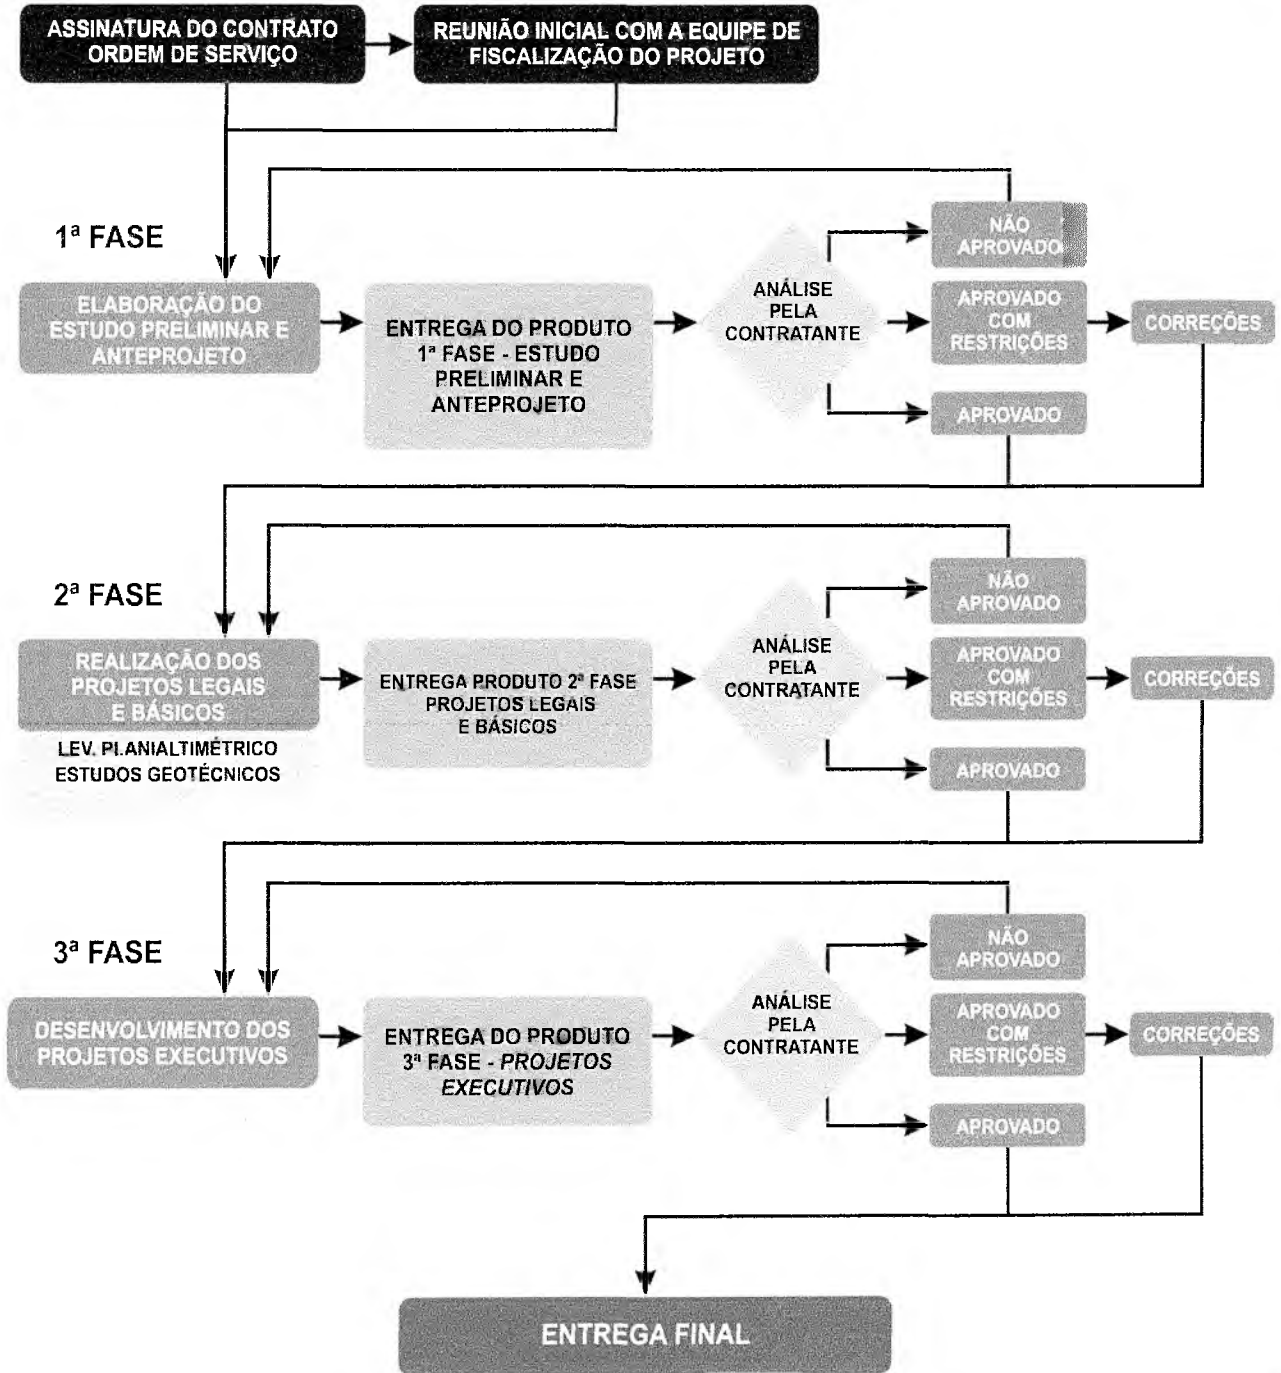 ASSINATURA DO CONTRATO
ORDEM DE SERVIÇO
REUNIÃO INICIAL COM A EQUIPE DE
FISCALIZAÇÃO DO PROJETO
1ª FASE
ELABORAÇÃO DO
ESTUDO PRELIMINAR E
ANTEPROJETO
ENTREGA DO PRODUTO
1ª FASE - ESTUDO
PRELIMINAR E
ANTEPROJETO
ANÁLISE
PELA
CONTRATANTE
NÃO
APROVADO
APROVADO
COM
RESTRIÇÕES
CORREÇÕES
APROVADO
2ª FASE
REALIZAÇÃO DOS
PROJETOS LEGAIS
E BÁSICOS
LEV. PLANIALTIMÉTRICO
ESTUDOS GEOTÉCNICOS
ENTREGA PRODUTO 2ª FASE
PROJETOS LEGAIS
E BÁSICOS
ANÁLISE
PELA
CONTRATANTE
NÃO
APROVADO
APROVADO
COM
RESTRIÇÕES
CORREÇÕES
APROVADO
3ª FASE
DESENVOLVIMENTO DOS
PROJETOS EXECUTIVOS
ENTREGA DO PRODUTO
3ª FASE - PROJETOS
EXECUTIVOS
ANÁLISE
PELA
CONTRATANTE
NÃO
APROVADO
APROVADO
COM
RESTRIÇÕES
CORREÇÕES
APROVADO
ENTREGA FINAL